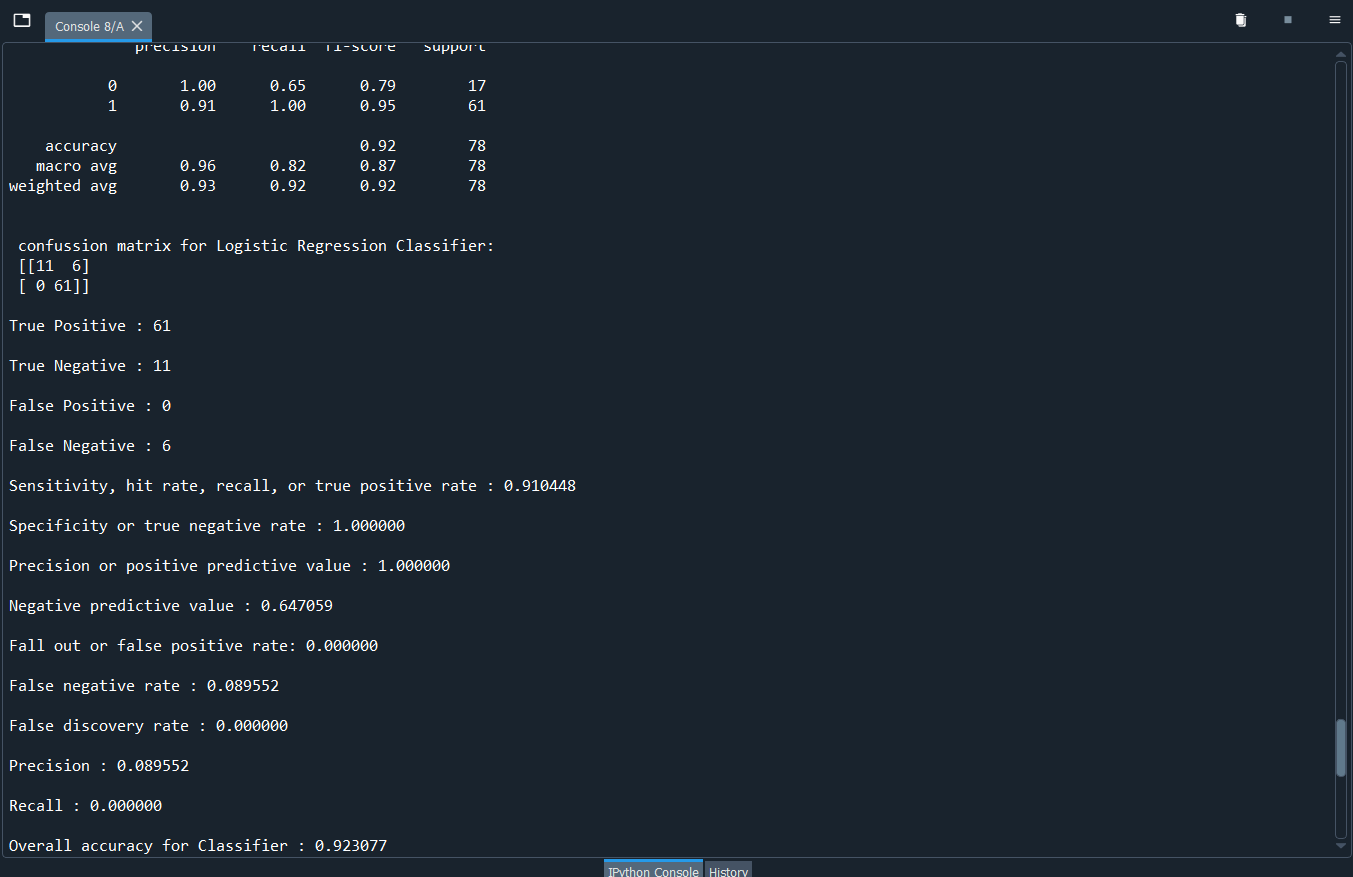 Console 8/A
precision recall f1-score support
0 1.00 0.65 0.79 17
1 0.91 1.00 0.95 61
accuracy 0.92 78
macro avg 0.96 0.82 0.87 78
weighted avg 0.93 0.92 0.92 78
confussion matrix for Logistic Regression Classifier:
[[11  6]
[ 0 61]]
True Positive : 61
True Negative : 11
False Positive : 0
False Negative : 6
Sensitivity, hit rate, recall, or true positive rate : 0.910448
Specificity or true negative rate : 1.000000
Precision or positive predictive value : 1.000000
Negative predictive value : 0.647059
Fall out or false positive rate: 0.000000
False negative rate : 0.089552
False discovery rate : 0.000000
Precision : 0.089552
Recall : 0.000000
Overall accuracy for Classifier : 0.923077
IPython Console History